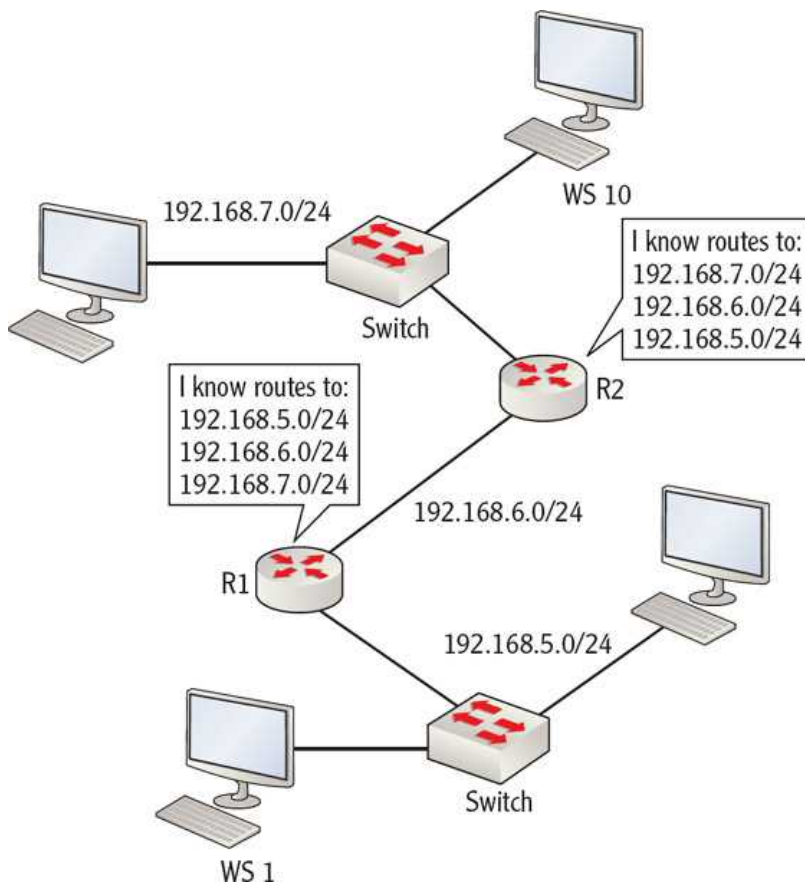 WS 10
192.168.7.0/24
I know routes to:
192.168.7.0/24
192.168.6.0/24
192.168.5.0/24
Switch
R2
I know routes to:
192.168.5.0/24
192.168.6.0/24
192.168.7.0/24
192.168.6.0/24
R1
192.168.5.0/24
Switch
WS 1